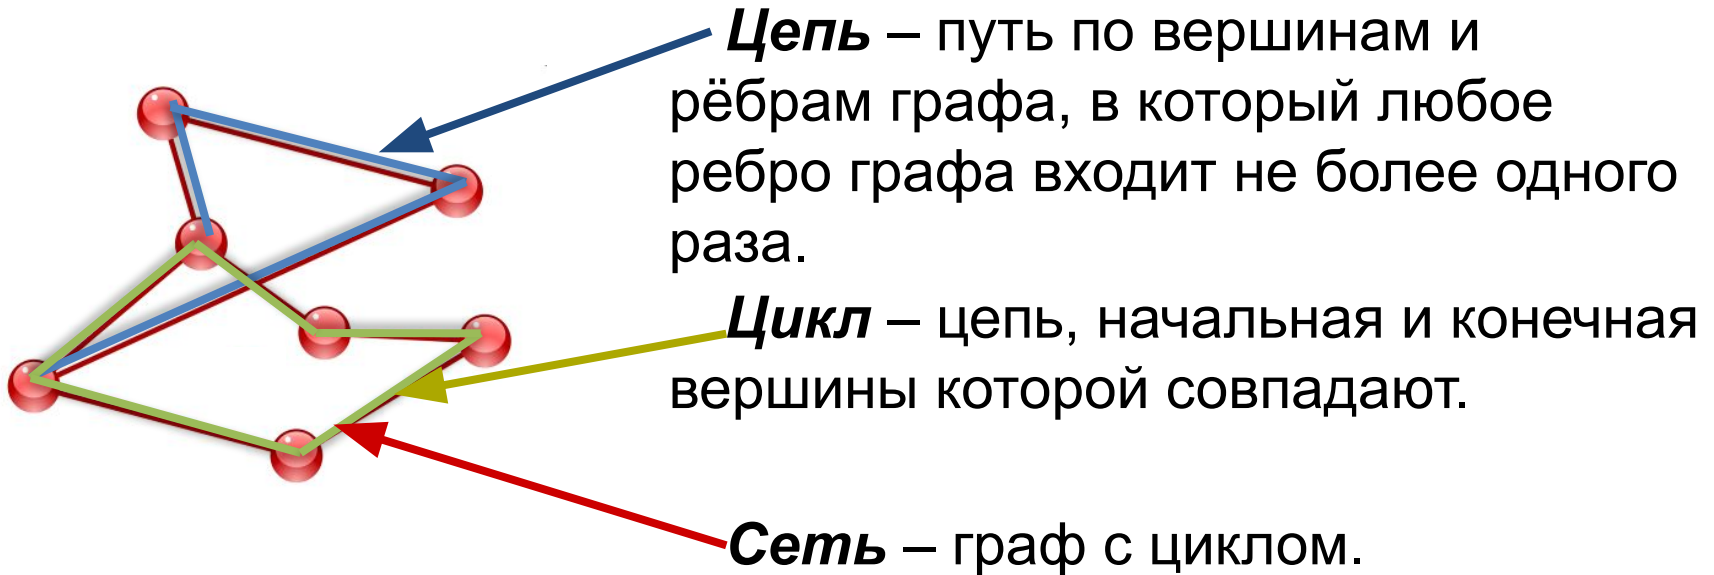 Цепь – путь по вершинам и
рёбрам графа, в который любое
ребро графа входит не более одного
раза.
Цикл – цепь, начальная и конечная
вершины которой совпадают.
Сеть – граф с циклом.